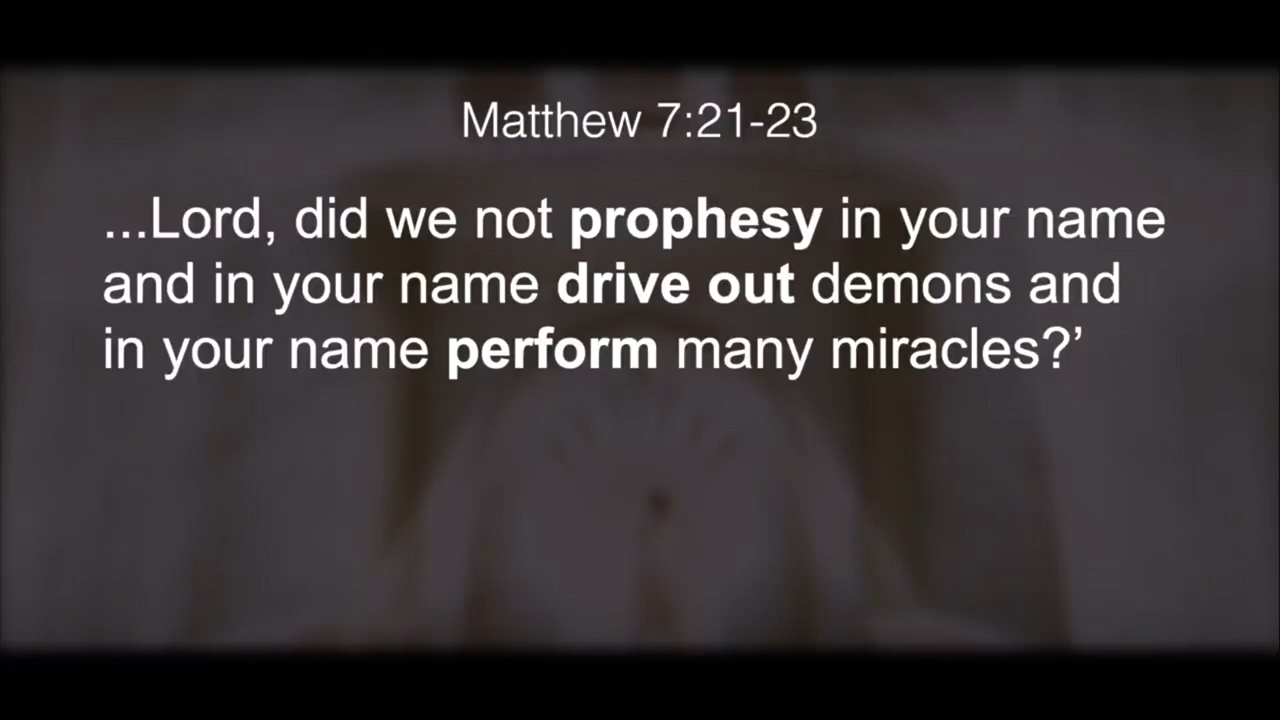 Matthew 7:21-23
...Lord, did we not prophesy in your name
and in your name drive out demons and
in your name perform many miracles?’